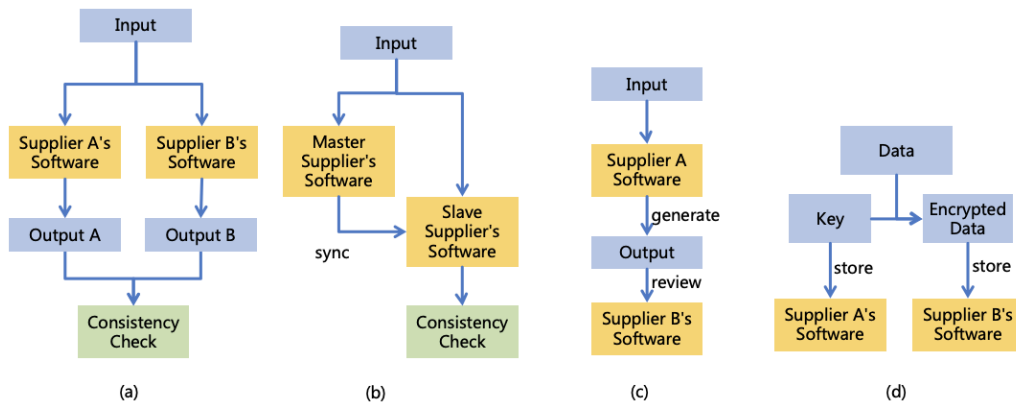 Input
Supplier A's
Software
Supplier B's
Software
Output A
Output B
Consistency
Check
(a)
Input
Master
Supplier's
Software
Slave
Supplier's
Software
sync
Consistency
Check
(b)
Input
Supplier A
Software
generate
Output
review
Supplier B's
Software
(c)
Data
Key
Encrypted
Data
store
store
Supplier A's
Software
Supplier B's
Software
(d)